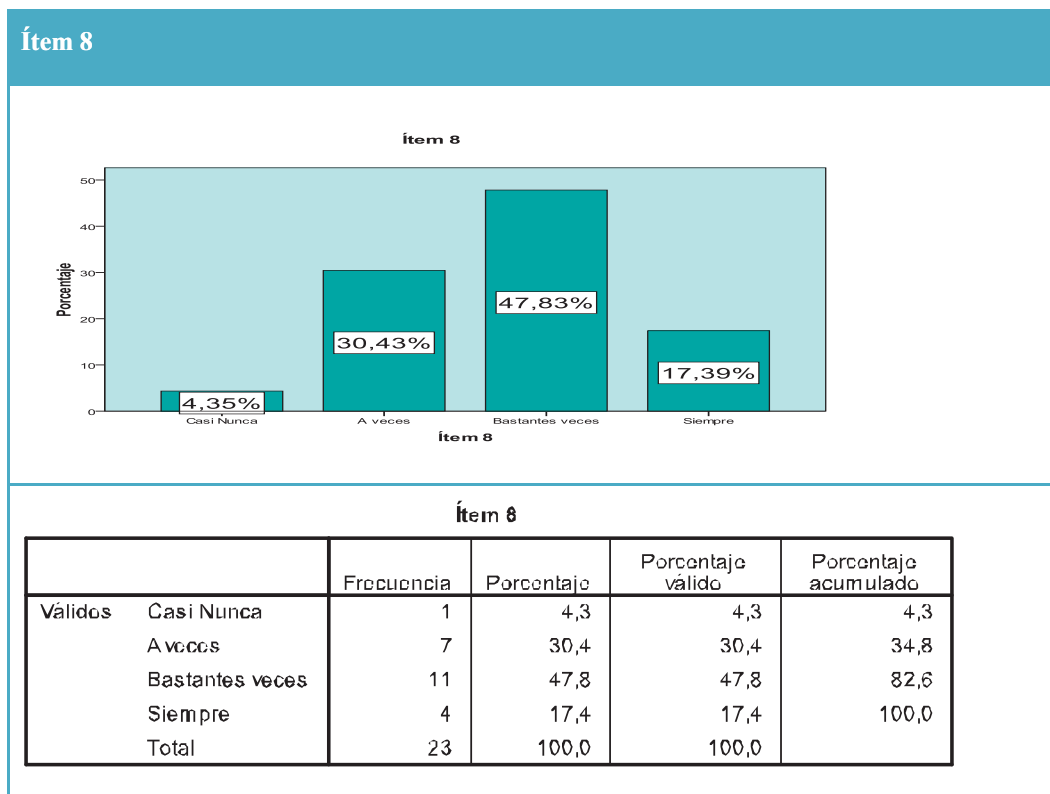 Ítem 8
Ítem 8
Porcentaje
50
40
30
20
10
0
4,35%
30,43%
47,83%
17,39%
Casi Nunca A veces Bastantes veces Siempre
Ítem 8
Ítem 8
Frecuencia Porcentaje Porcentaje válido Porcentaje acumulado
Válidos Casi Nunca 1 4,3 4,3 4,3
A veces 7 30,4 30,4 34,8
Bastantes veces 11 47,8 47,8 82,6
Siempre 4 17,4 17,4 100,0
Total 23 100,0 100,0